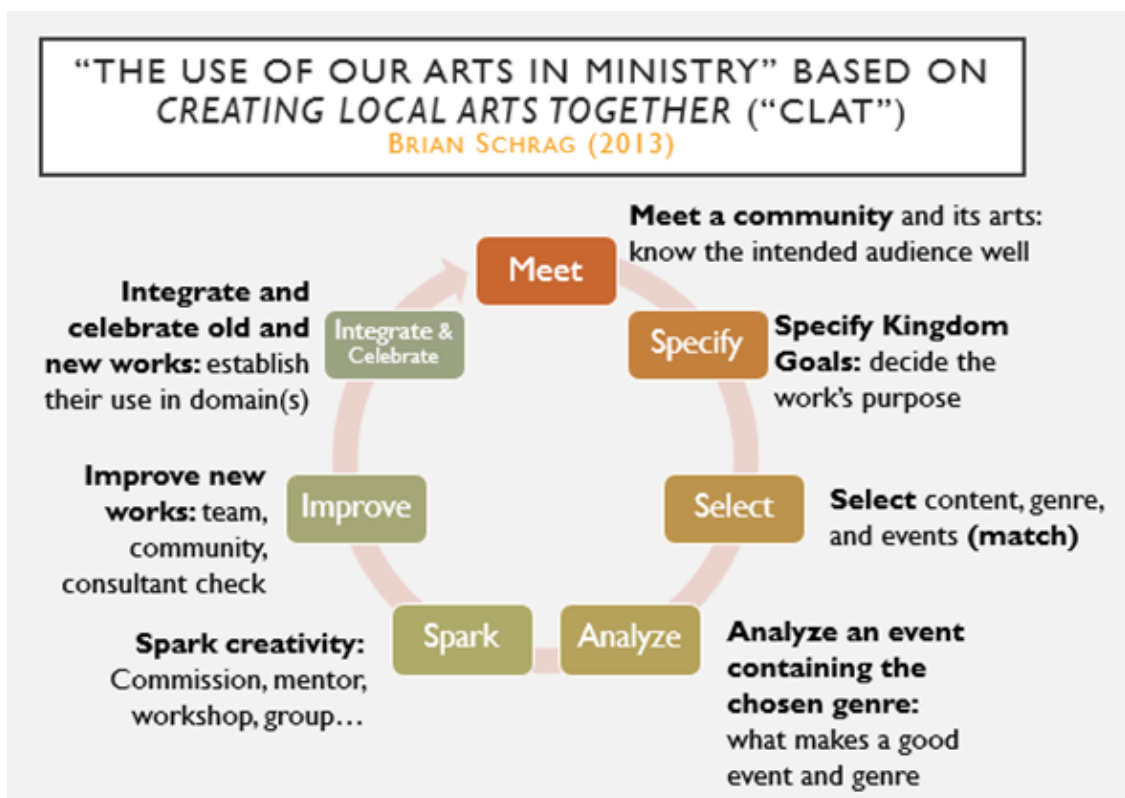 “THE USE OF OUR ARTS IN MINISTRY” BASED ON
CREATING LOCAL ARTS TOGETHER (“CLAT”)
BRIAN SCHRAG (2013)
Meet
Meet a community and its arts:
know the intended audience well
Specify
Specify Kingdom
Goals: decide the
work’s purpose
Select
Select content, genre,
and events (match)
Analyze
Analyze an event
containing the
chosen genre:
what makes a good
event and genre
Spark
Spark creativity:
Commission, mentor,
workshop, group…
Improve
Improve new
works: team,
community,
consultant check
Integrate &
Celebrate
Integrate and
celebrate old and
new works: establish
their use in domain(s)